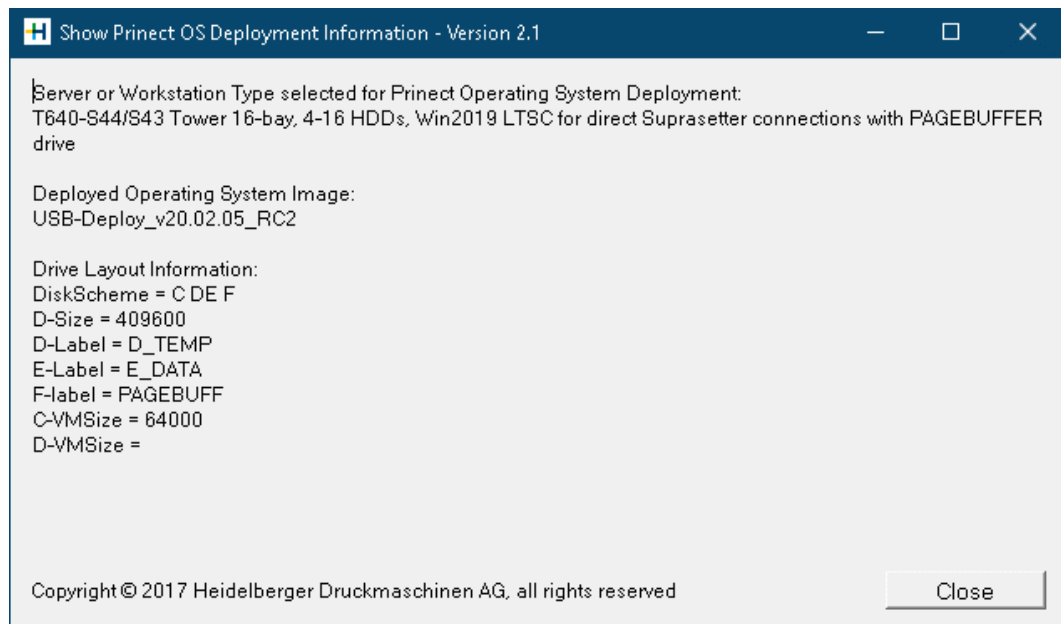 Show Prinect OS Deployment Information - Version 2.1
Server or Workstation Type selected for Prinect Operating System Deployment:
T640-S44/S43 Tower 16-bay, 4-16 HDDs, Win2019 LTSC for direct Suprasetter connections with PAGEBUFFER
drive
Deployed Operating System Image:
USB-Deploy_v20.02.05_RC2
Drive Layout Information:
DiskScheme = C DE F
D-Size = 409600
D-Label = D_TEMP
E-Label = E_DATA
F-label = PAGEBUFF
C-VMSize = 64000
D-VMSize =
Copyright © 2017 Heidelberger Druckmaschinen AG, all rights reserved
Close